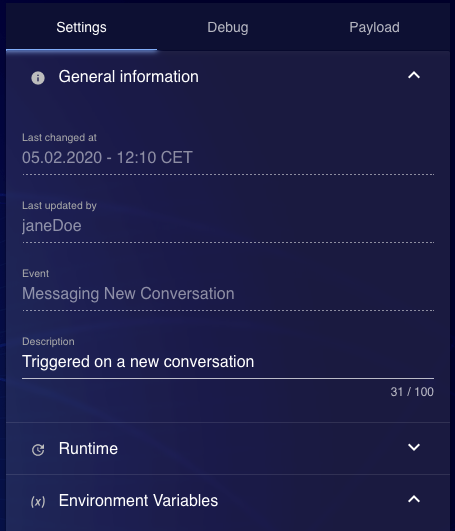 Settings Debug Payload
General information
Last changed at
05.02.2020 - 12:10 CET
Last updated by
janeDoe
Event
Messaging New Conversation
Description
Triggered on a new conversation
31 / 100
Runtime
(x) Environment Variables